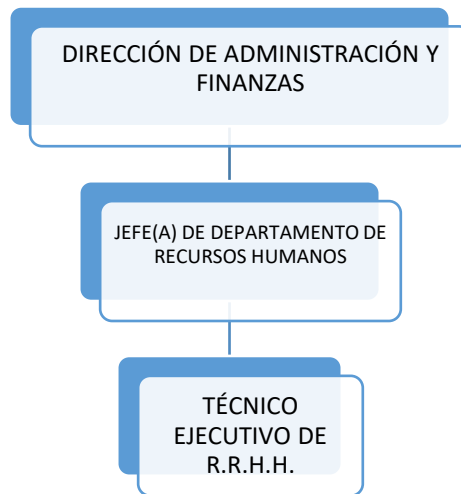 DIRECCIÓN DE ADMINISTRACIÓN Y
FINANZAS
JEFE(A) DE DEPARTAMENTO DE
RECURSOS HUMANOS
TÉCNICO
EJECUTIVO DE
R.R.H.H.